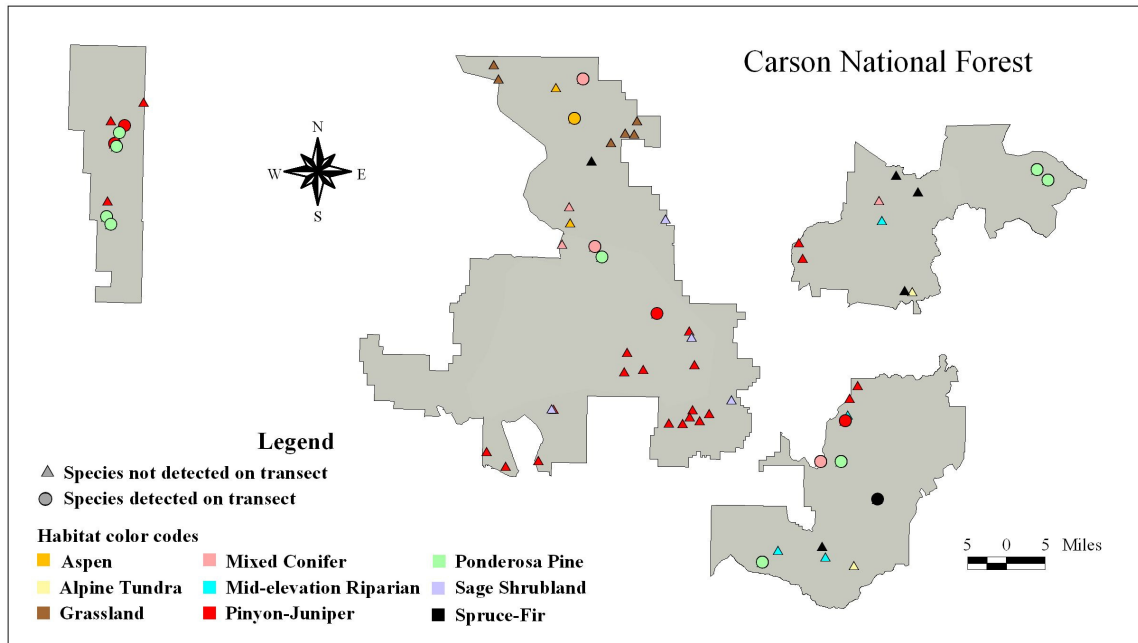 Carson National Forest
N
W E
S
Legend
Species not detected on transect
Species detected on transect
Habitat color codes
Aspen
Mixed Conifer
Ponderosa Pine
Alpine Tundra
Mid-elevation Riparian
Sage Shrubland
Grassland
Pinyon-Juniper
Spruce-Fir
5 0 5 Miles